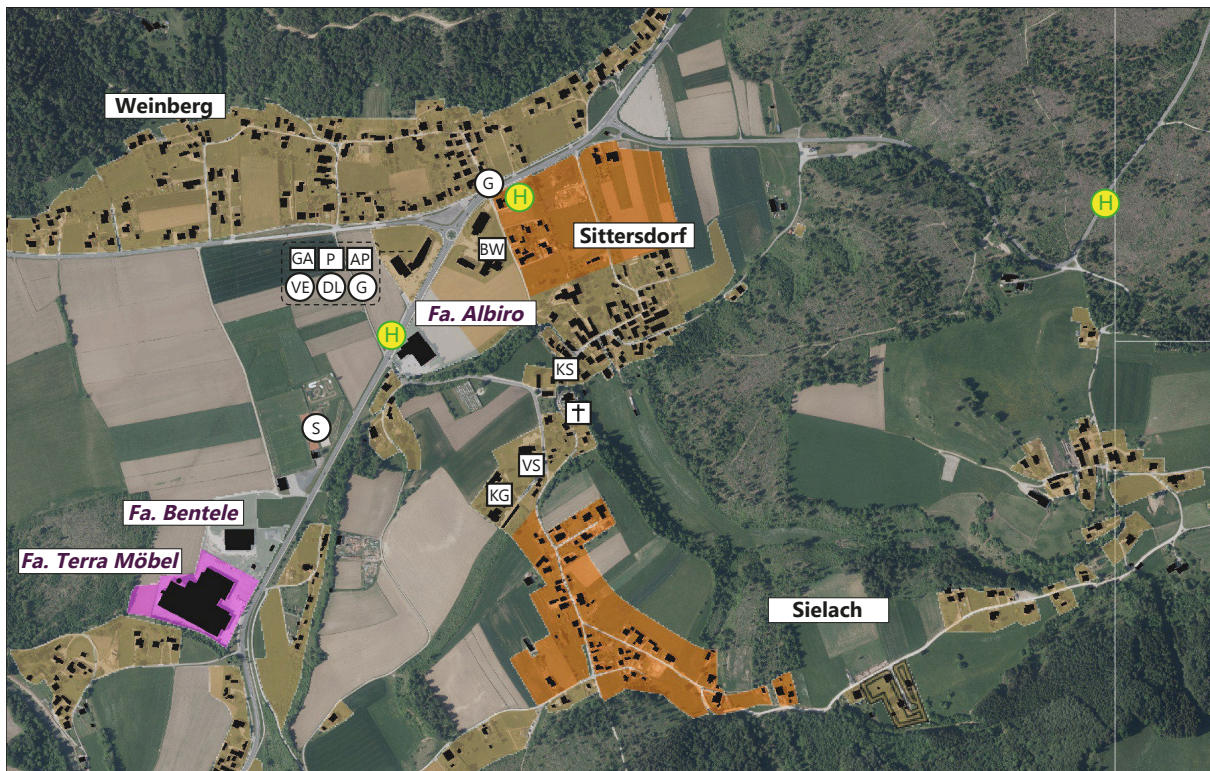 Weinberg
G
H
H
Sittersdorf
BW
GA P AP
VE DL G
Fa. Albiro
H
KS
✝
S
VS
KG
Fa. Bentele
Fa. Terra Möbel
Sielach